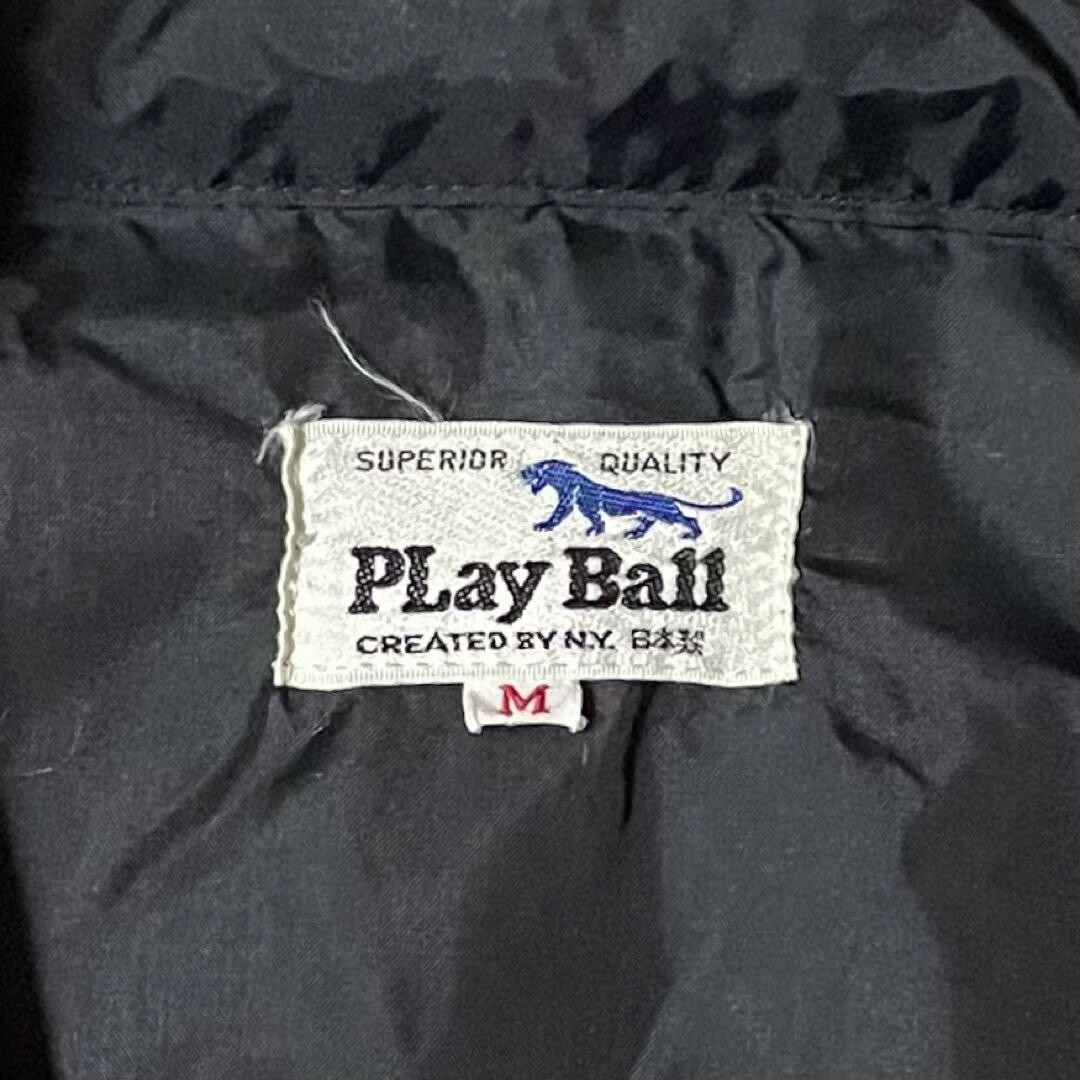 SUPERIOR QUALITY
PLay Ball
CREATED BY N.Y. 日本製
M